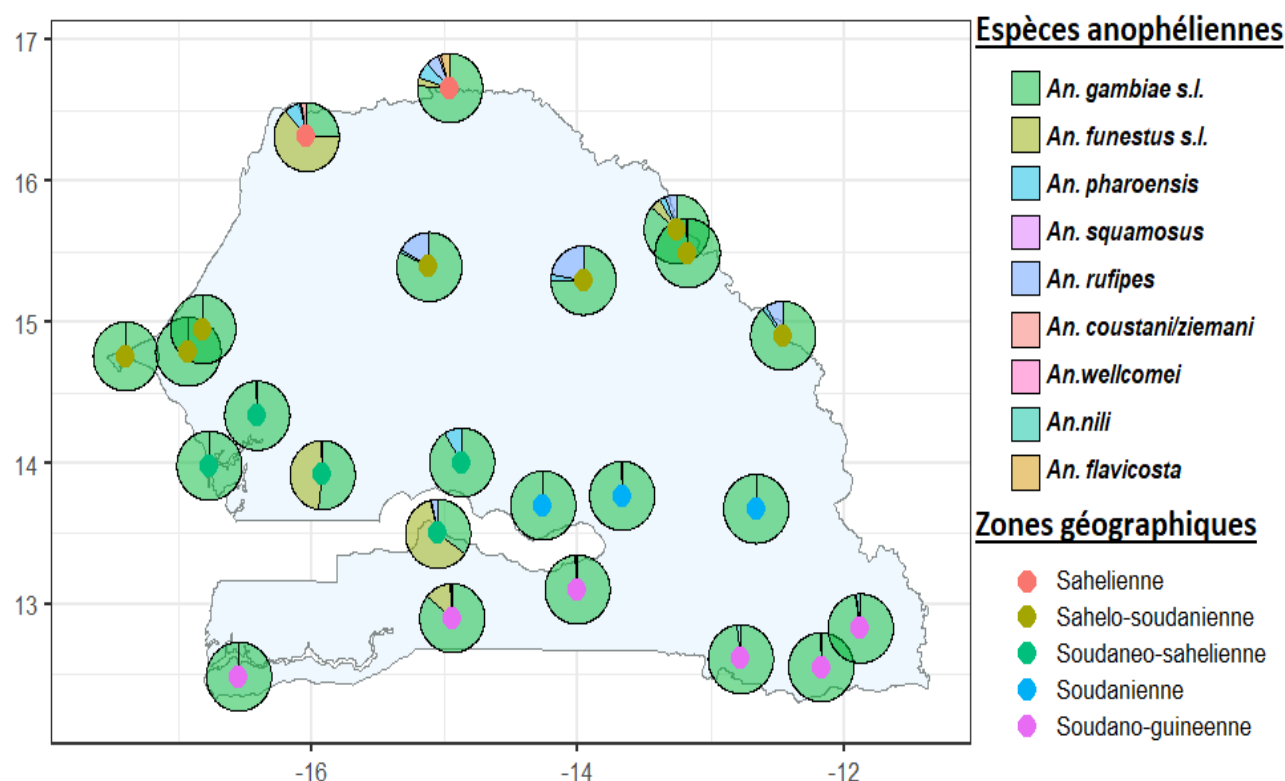 Espèces anophéliennes
An. gambiae s.l.
An. funestus s.l.
An. pharoensis
An. squamosus
An. rufipes
An. coustani/ziemani
An.wellcomei
An.nili
An. flavicosta
Zones géographiques
Sahelienne
Sahelo-soudanienne
Soudaneo-sahelienne
Soudanienne
Soudano-guineenne
17
16
15
14
13
-16
-14
-12